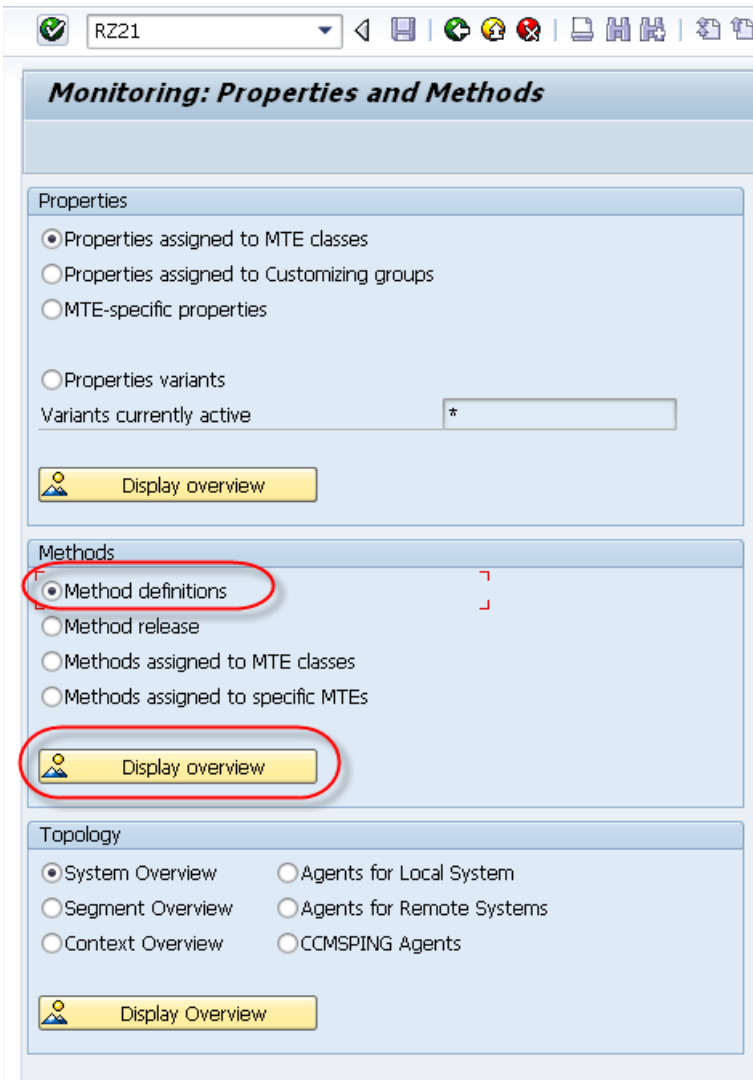 RZ21
Monitoring: Properties and Methods
Properties
Properties assigned to MTE classes
Properties assigned to Customizing groups
MTE-specific properties
Properties variants
Variants currently active *
Display overview
Methods
Method definitions
Method release
Methods assigned to MTE classes
Methods assigned to specific MTEs
Display overview
Topology
System Overview Agents for Local System
Segment Overview Agents for Remote Systems
Context Overview CCMSPING Agents
Display Overview